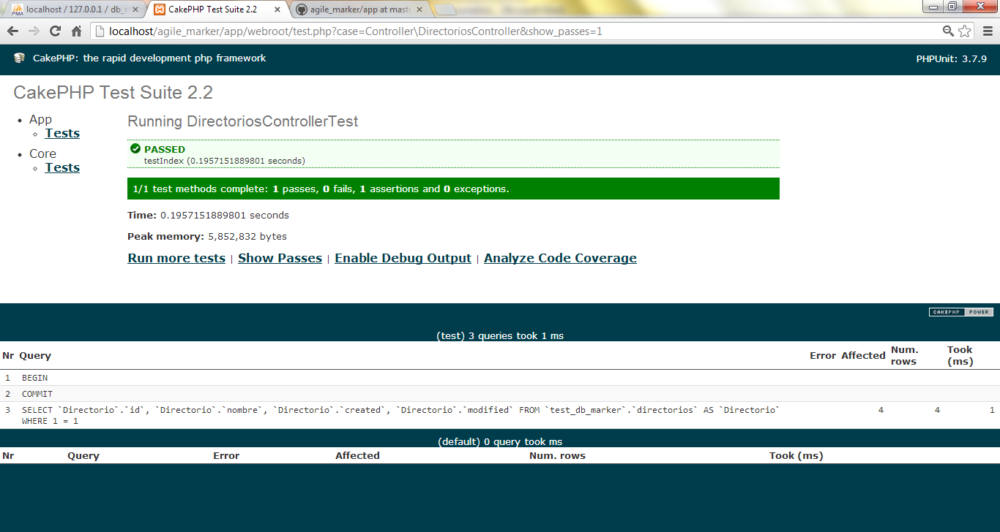 localhost / 127.0.0.1 / db_
CakePHP Test Suite 2.2
agile_marker/app at mast
localhost/agile_marker/app/webroot/test.php?case=Controller\DirectoriosController&show_passes=1
CakePHP: the rapid development php framework
PHPUnit: 3.7.9
CakePHP Test Suite 2.2
App
Tests
Core
Tests
Running DirectoriosControllerTest
PASSED
testIndex (0.1957151889801 seconds)
1/1 test methods complete: 1 passes, 0 fails, 1 assertions and 0 exceptions.
Time: 0.1957151889801 seconds
Peak memory: 5,852,832 bytes
Run more tests | Show Passes | Enable Debug Output | Analyze Code Coverage
CAKEPHP POWER
(test) 3 queries took 1 ms
Nr Query Error Affected Num. rows Took (ms)
1 BEGIN
2 COMMIT
3 SELECT `Directorio`.`id`, `Directorio`.`nombre`, `Directorio`.`created`, `Directorio`.`modified` FROM `test_db_marker`.`directorios` AS `Directorio` 4 4 1
WHERE 1 = 1
(default) 0 query took ms
Nr Query Error Affected Num. rows Took (ms)